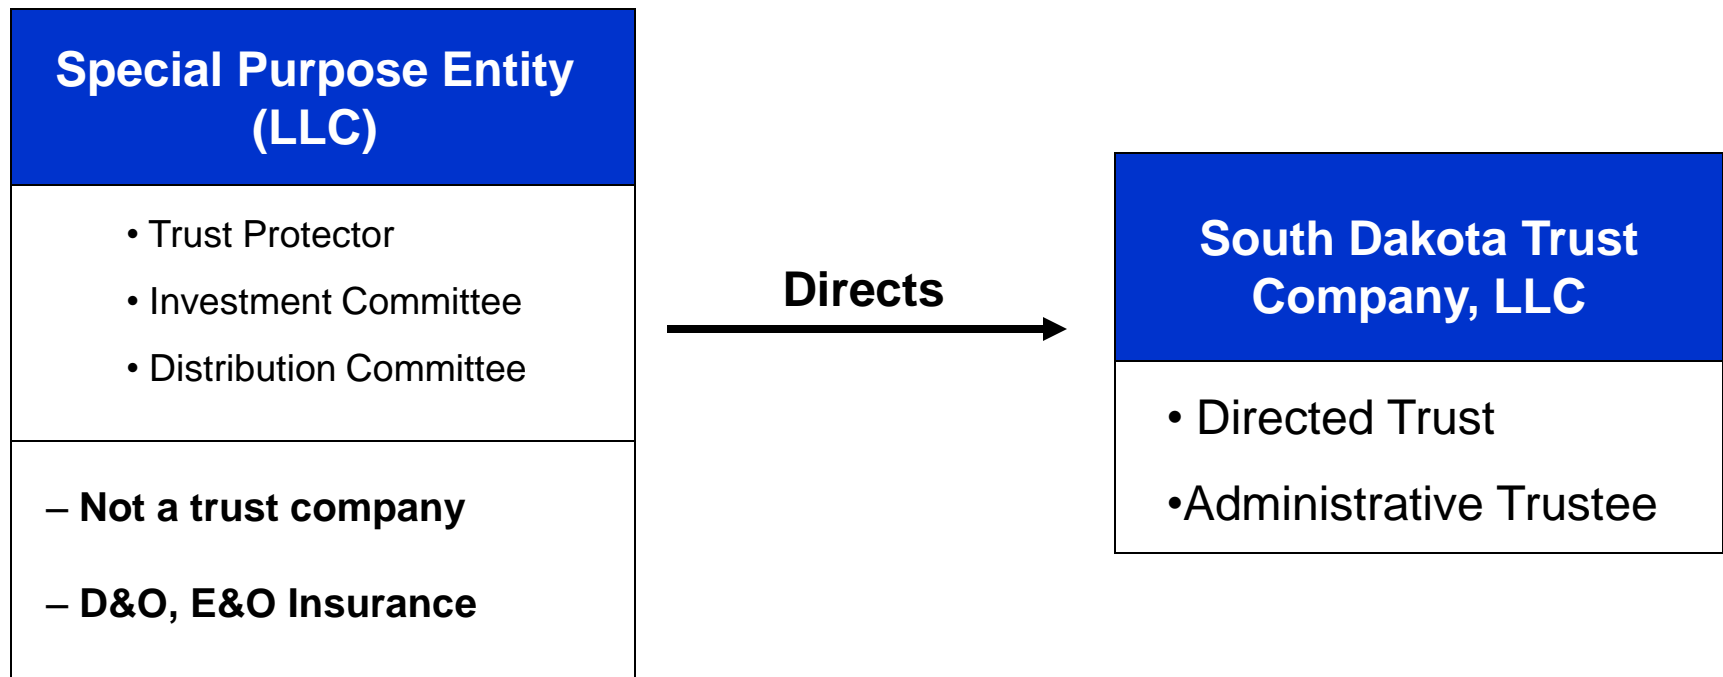 Special Purpose Entity
(LLC)
• Trust Protector
• Investment Committee
• Distribution Committee
– Not a trust company
– D&O, E&O Insurance
Directs
South Dakota Trust
Company, LLC
• Directed Trust
•Administrative Trustee